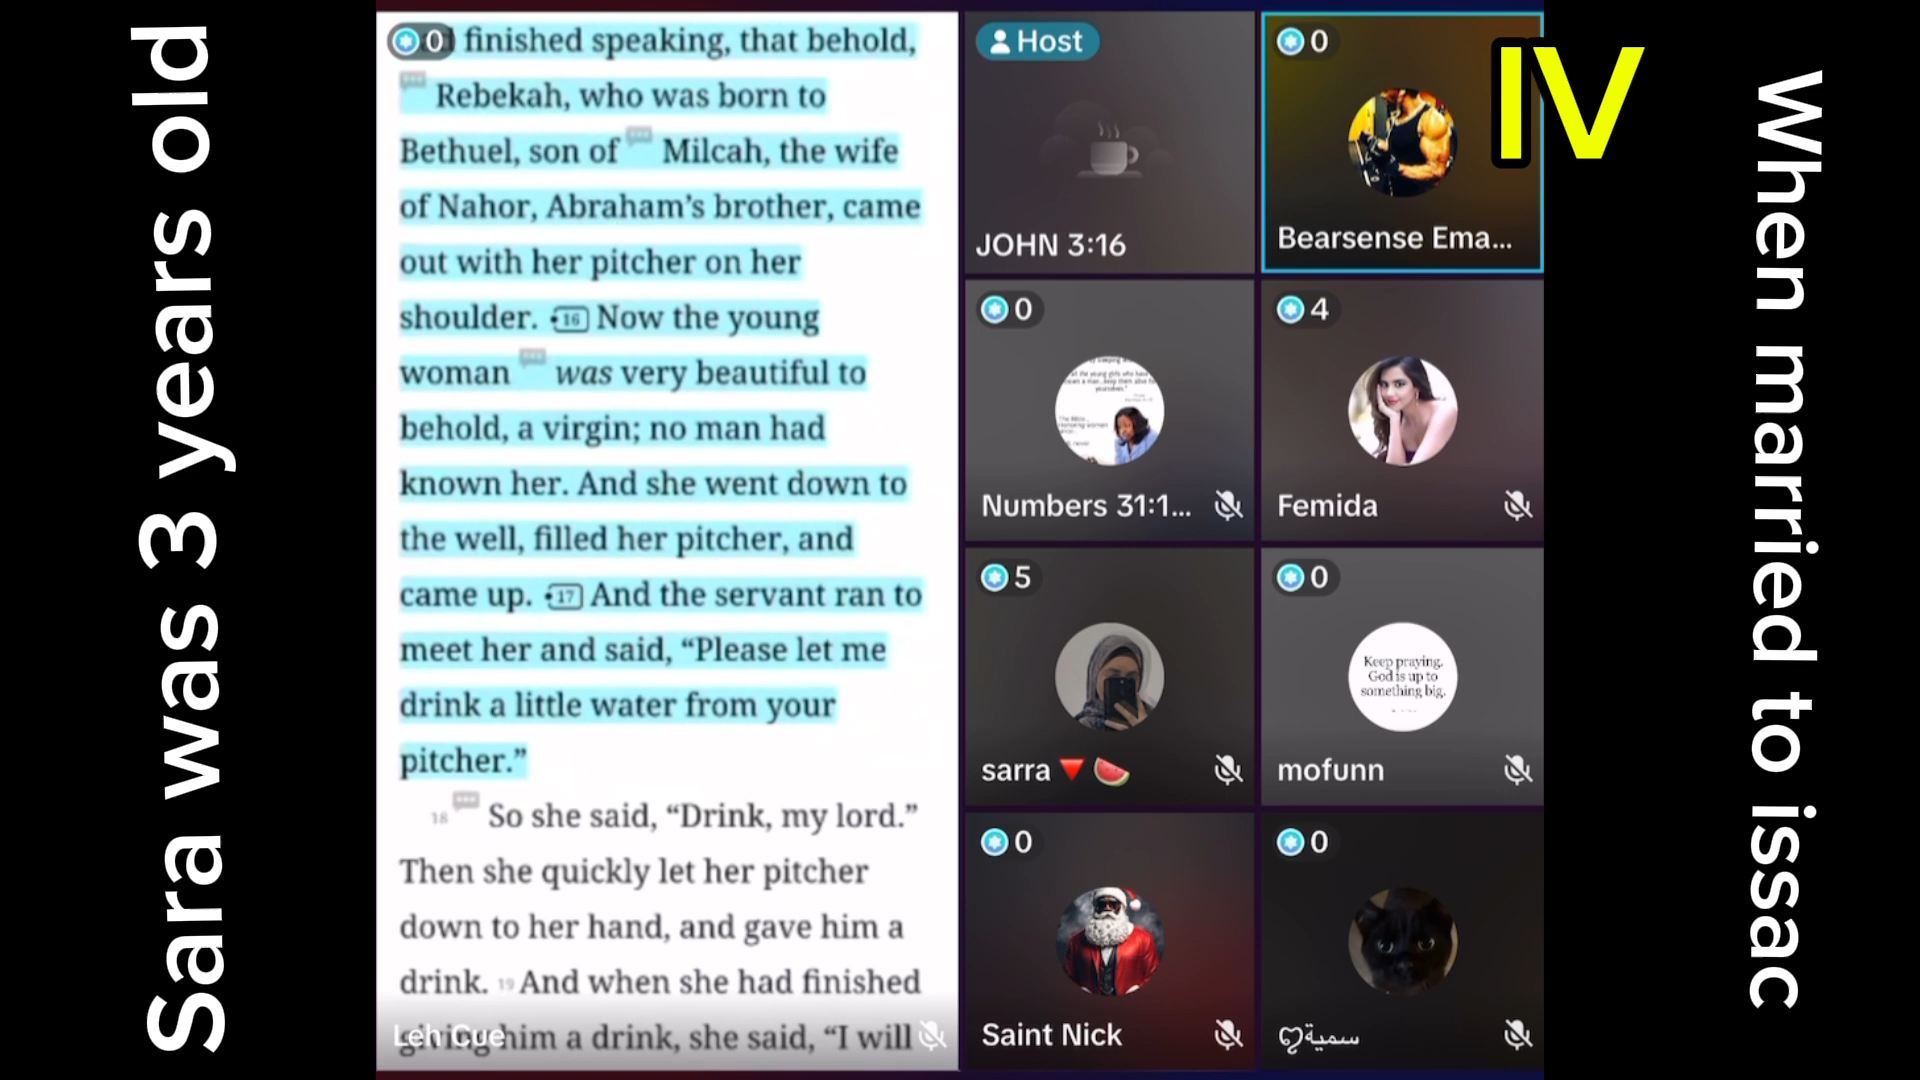 Sara was 3 years old
0
finished speaking, that behold,
Rebekah, who was born to
Bethuel, son of Milcah, the wife
of Nahor, Abraham’s brother, came
out with her pitcher on her
shoulder. 16 Now the young
woman was very beautiful to
behold, a virgin; no man had
known her. And she went down to
the well, filled her pitcher, and
came up. 17 And the servant ran to
meet her and said, “Please let me
drink a little water from your
pitcher.”
18 So she said, “Drink, my lord.”
Then she quickly let her pitcher
down to her hand, and gave him a
drink. 19 And when she had finished
giving him a drink, she said, “I will
Leh Cue
Host
JOHN 3:16
0
Bearsense Ema...
IV
0
Numbers 31:1...
4
Femida
5
sarra
0
Keep praying.
God is up to
something big.
mofunn
0
Saint Nick
0
سمية
When married to issac